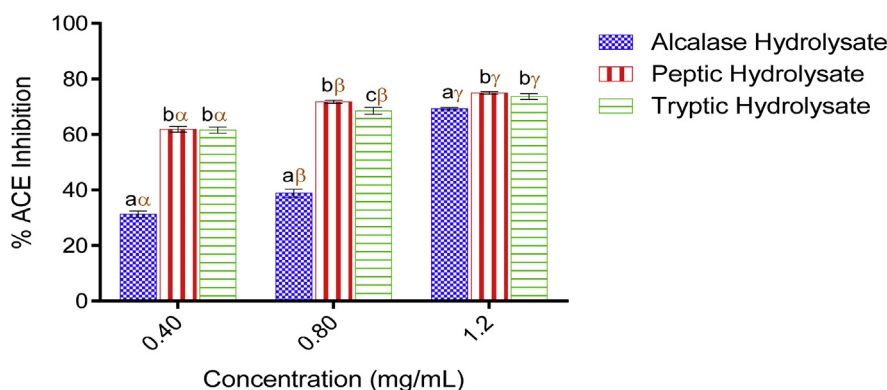 100
80
60
40
20
0
% ACE Inhibition
aα
bα
bα
aβ
bβ
cβ
aγ
bγ
bγ
0.40
0.80
1.2
Concentration (mg/mL)
Alcalase Hydrolysate
Peptic Hydrolysate
Tryptic Hydrolysate